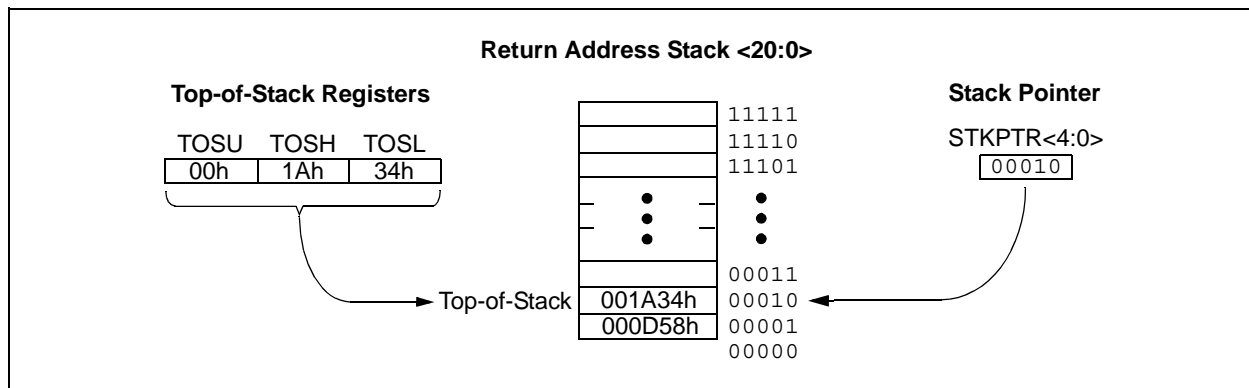 Return Address Stack <20:0>
Top-of-Stack Registers
Stack Pointer
TOSU TOSH TOSL
00h 1Ah 34h
STKPTR<4:0>
00010
11111
11110
11101
00011
Top-of-Stack 001A34h 00010
000D58h 00001
00000